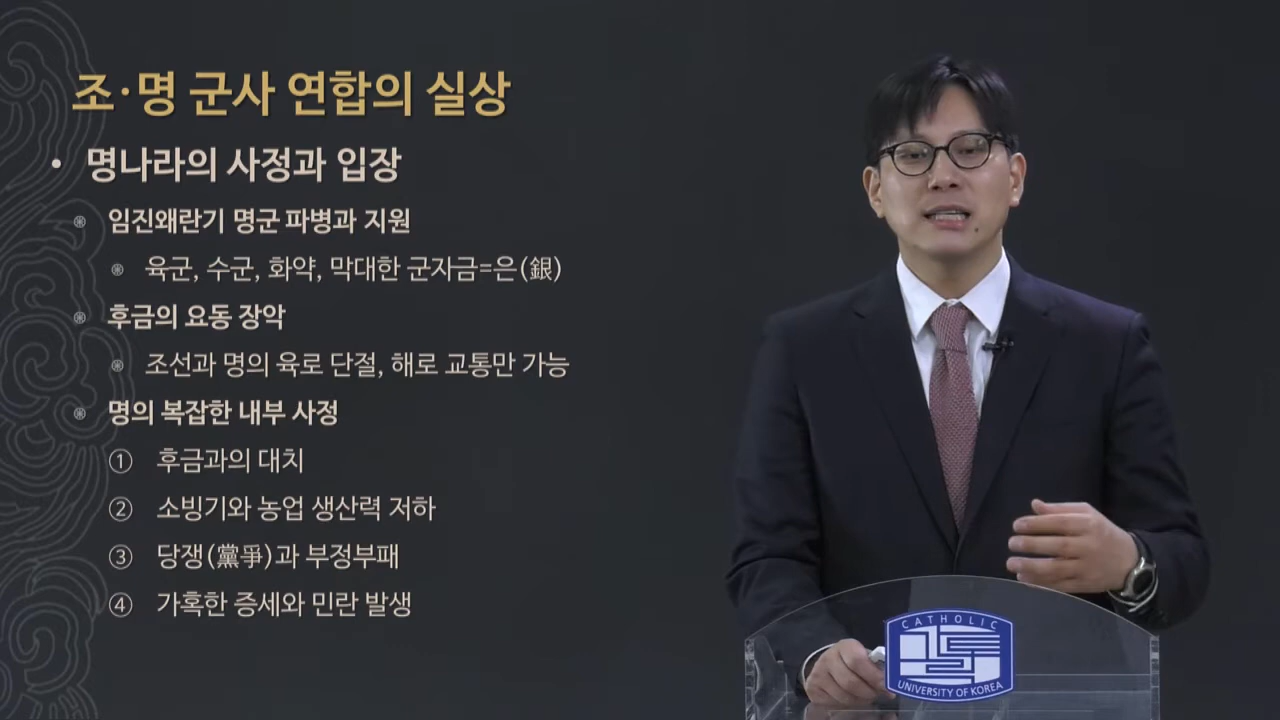 조·명 군사 연합의 실상
• 명나라의 사정과 입장
임진왜란기 명군 파병과 지원
육군, 수군, 화약, 막대한 군자금=은(銀)
후금의 요동 장악
조선과 명의 육로 단절, 해로 교통만 가능
명의 복잡한 내부 사정
① 후금과의 대치
② 소빙기와 농업 생산력 저하
③ 당쟁(黨爭)과 부정부패
④ 가혹한 증세와 민란 발생
CATHOLIC
UNIVERSITY OF KOREA